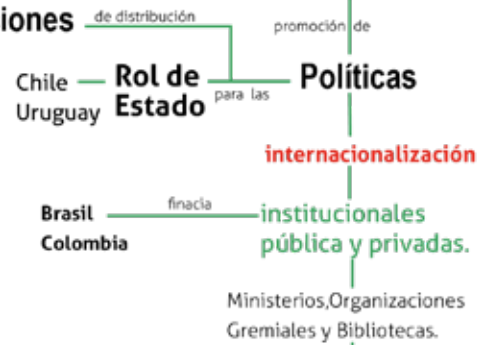 iones de distribución
promoción de
Chile Rol de para las Políticas
Uruguay Estado
internacionalización
Brasil finacia institucionales
Colombia pública y privadas.
Ministerios,Organizaciones
Gremiales y Bibliotecas.